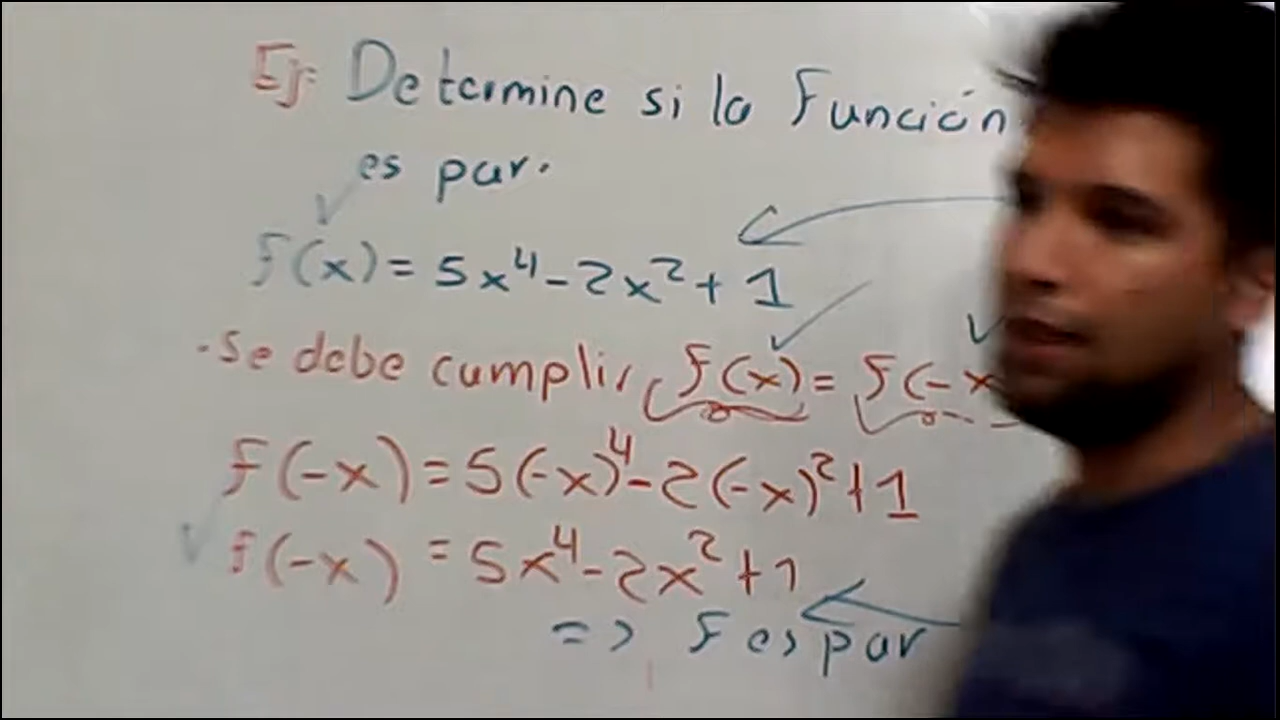 Ej: Determine si la Función
es par.
f(x) = 5x⁴ - 2x² + 1
. Se debe cumplir f(x) = f(-x
f(-x) = 5(-x)⁴ - 2(-x)² + 1
f(-x) = 5x⁴ - 2x² + 1
=> f es par